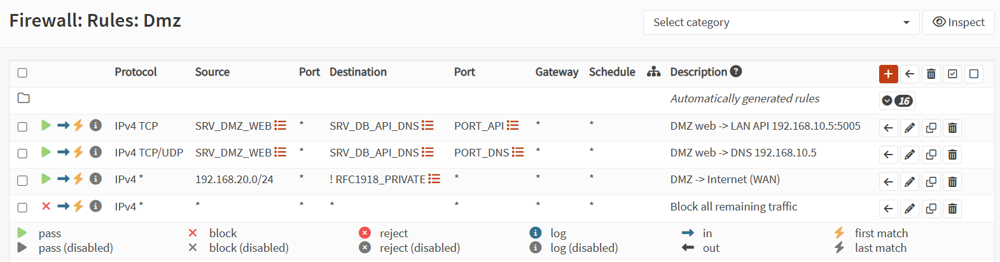 Firewall: Rules: Dmz
Select category
Inspect
Protocol Source Port Destination Port Gateway Schedule Description ?
Automatically generated rules 16
IPv4 TCP SRV_DMZ_WEB * SRV_DB_API_DNS PORT_API * * DMZ web -> LAN API 192.168.10.5:5005
IPv4 TCP/UDP SRV_DMZ_WEB * SRV_DB_API_DNS PORT_DNS * * DMZ web -> DNS 192.168.10.5
IPv4 * 192.168.20.0/24 * ! RFC1918_PRIVATE * * * DMZ -> Internet (WAN)
IPv4 * * * * * * * Block all remaining traffic
pass block reject log in first match
pass (disabled) block (disabled) reject (disabled) log (disabled) out last match